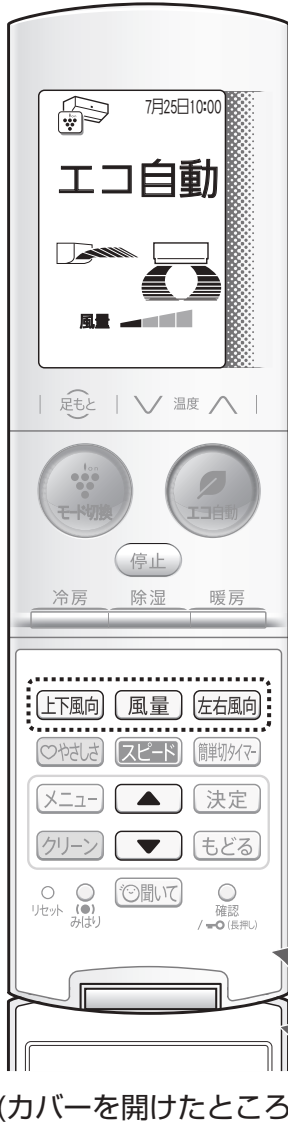 7月25日10:00
エコ自動
風量
足もと 温度
ion
モード切換 エコ自動
停止
冷房 除湿 暖房
上下風向 風量 左右風向
やさしさ スピード 簡単切タイマー
メニュー ▲ 決定
クリーン ▼ もどる
リセット みはり 聞いて 確認
/ (長押し)
(カバーを開けたところ